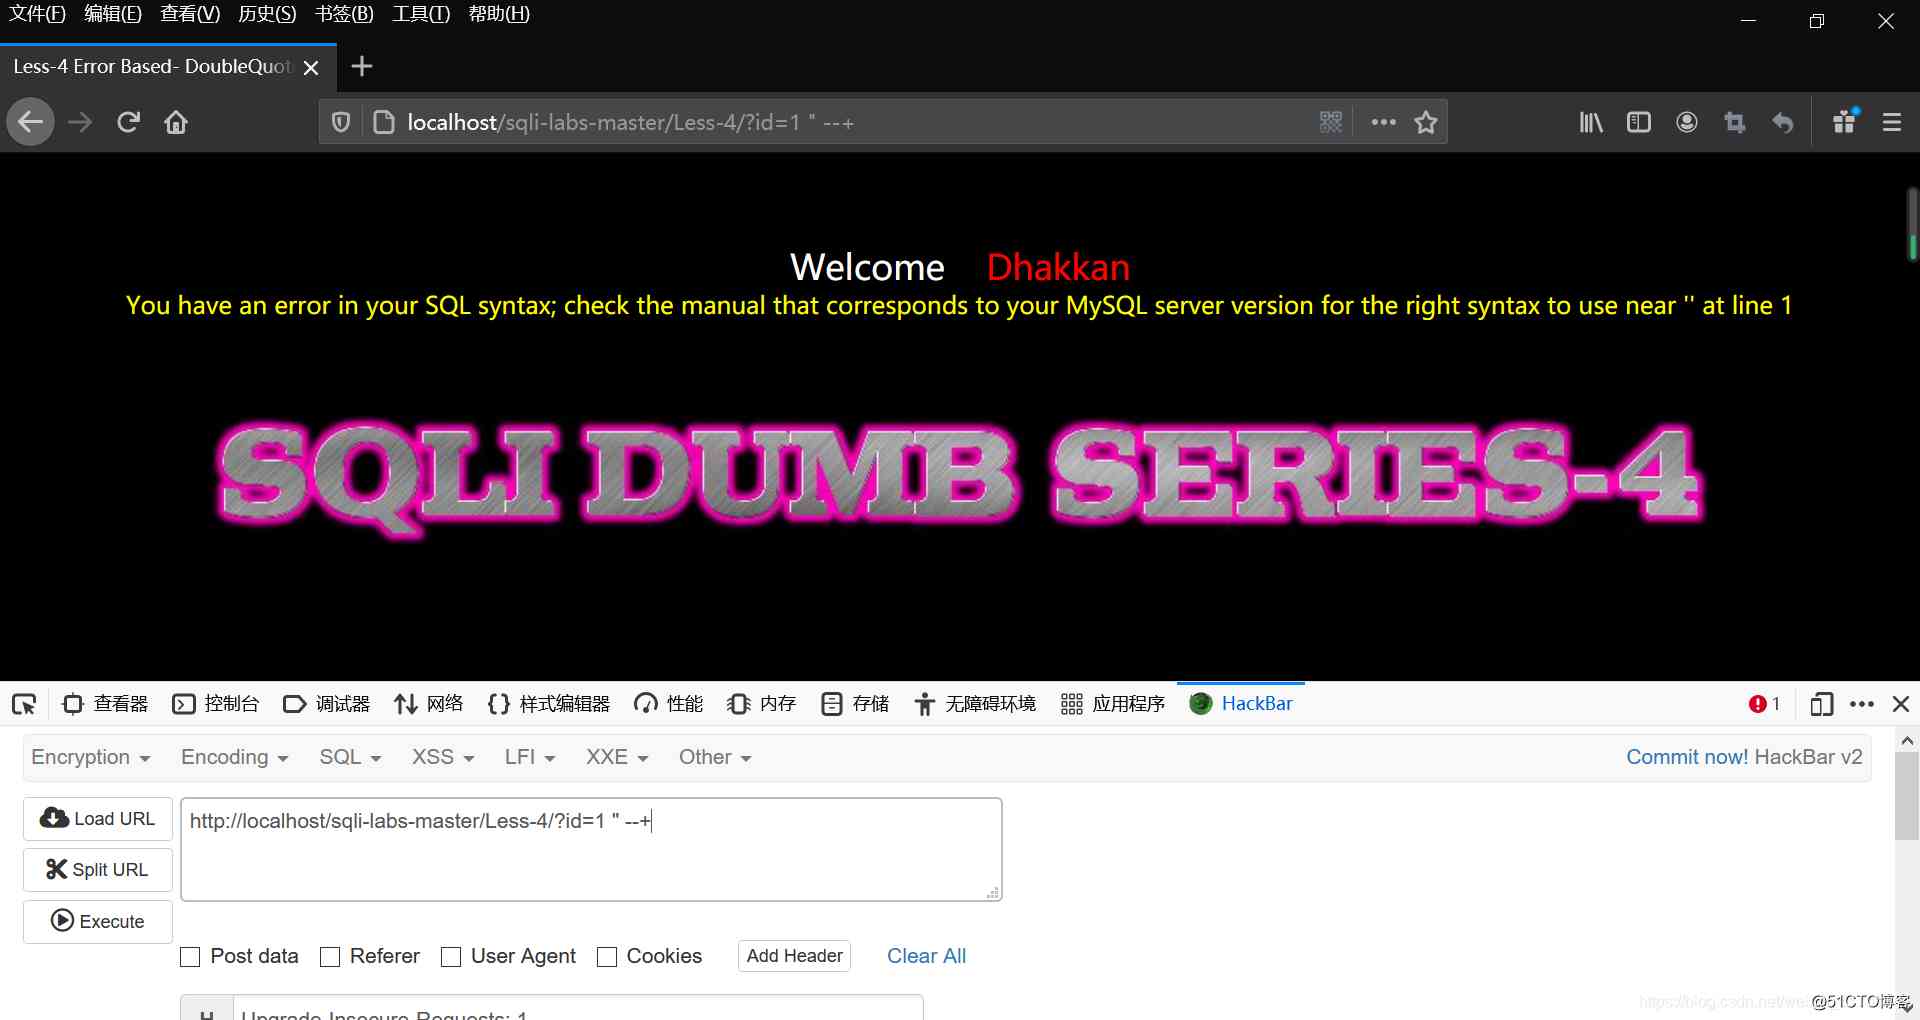 文件(F) 编辑(E) 查看(V) 历史(S) 书签(B) 工具(T) 帮助(H)
Less-4 Error Based- DoubleQuot
localhost/sqli-labs-master/Less-4/?id=1 " --+
Welcome Dhakkan
You have an error in your SQL syntax; check the manual that corresponds to your MySQL server version for the right syntax to use near '' at line 1
SQLI DUMB SERIES-4
查看器 控制台 调试器 网络 样式编辑器 性能 内存 存储 无障碍环境 应用程序 HackBar 1
Encryption Encoding SQL XSS LFI XXE Other Commit now! HackBar v2
Load URL http://localhost/sqli-labs-master/Less-4/?id=1 " --+
Split URL
Execute
Post data Referer User Agent Cookies Add Header Clear All
H Upgrade-Insecure-Requests: 1
https://blog.csdn.net/we @51CTO博客